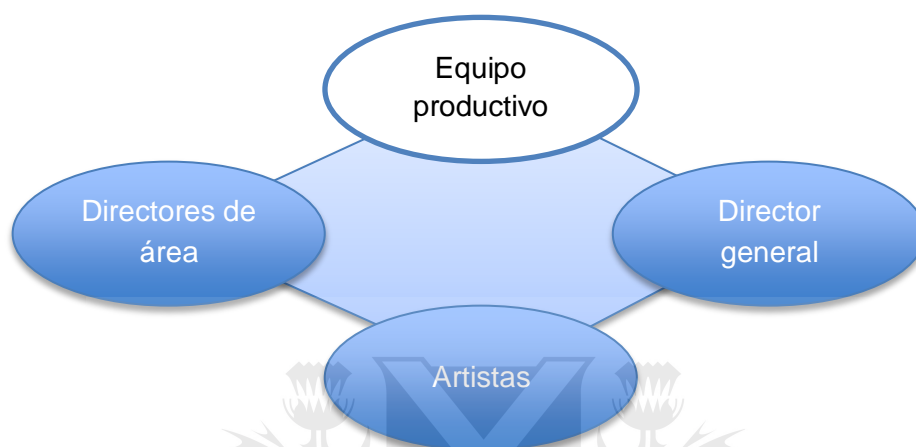 Equipo
productivo
Directores de
área
Director
general
Artistas